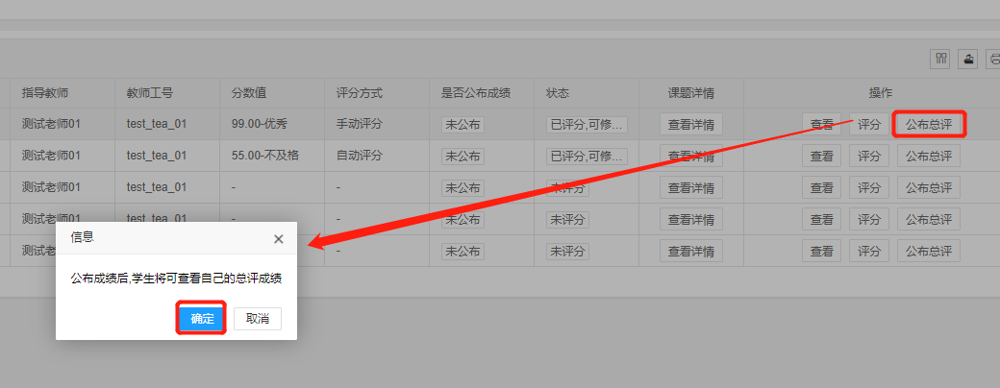 指导教师 教师工号 分数值 评分方式 是否公布成绩 状态 课题详情 操作
测试老师01 test_tea_01 99.00-优秀 手动评分 未公布 已评分,可修... 查看详情 查看 评分 公布总评
测试老师01 test_tea_01 55.00-不及格 自动评分 未公布 已评分,可修... 查看详情 查看 评分 公布总评
测试老师01 test_tea_01 - - 未公布 未评分 查看详情 查看 评分 公布总评
测试老师01 test_tea_01 - - 未公布 未评分 查看详情 查看 评分 公布总评
测试老 - 未公布 未评分 查看详情 查看 评分 公布总评
信息
公布成绩后,学生将可查看自己的总评成绩
确定 取消